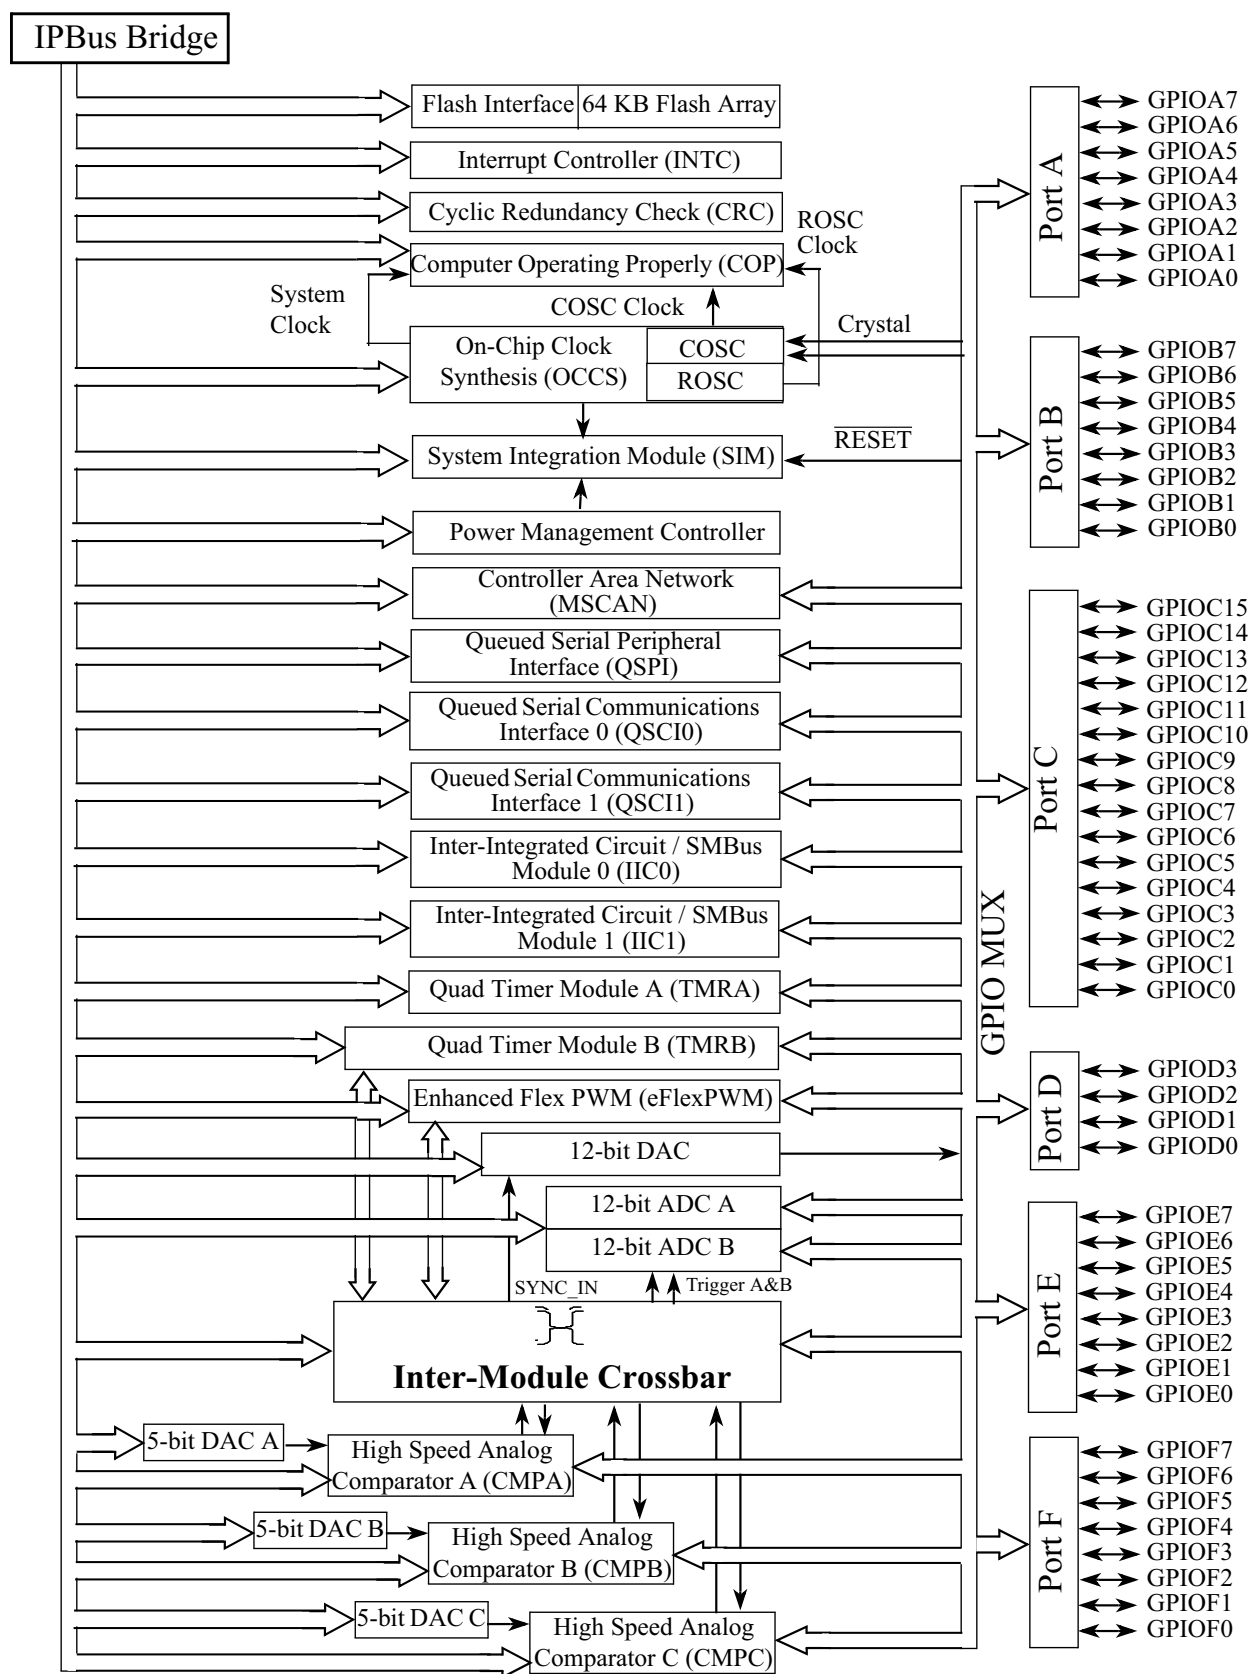 IPBus Bridge
Flash Interface
64 KB Flash Array
Interrupt Controller (INTC)
Cyclic Redundancy Check (CRC)
ROSC
Clock
Computer Operating Properly (COP)
System
Clock
COSC Clock
On-Chip Clock
Synthesis (OCCS)
COSC
ROSC
Crystal
RESET
System Integration Module (SIM)
Power Management Controller
Controller Area Network
(MSCAN)
Queued Serial Peripheral
Interface (QSPI)
Queued Serial Communications
Interface 0 (QSCI0)
Queued Serial Communications
Interface 1 (QSCI1)
Inter-Integrated Circuit / SMBus
Module 0 (IIC0)
Inter-Integrated Circuit / SMBus
Module 1 (IIC1)
Quad Timer Module A (TMRA)
Quad Timer Module B (TMRB)
Enhanced Flex PWM (eFlexPWM)
12-bit DAC
12-bit ADC A
12-bit ADC B
SYNC_IN
Trigger A&B
Inter-Module Crossbar
5-bit DAC A
High Speed Analog
Comparator A (CMPA)
5-bit DAC B
High Speed Analog
Comparator B (CMPB)
5-bit DAC C
High Speed Analog
Comparator C (CMPC)
GPIO MUX
Port A
GPIOA7
GPIOA6
GPIOA5
GPIOA4
GPIOA3
GPIOA2
GPIOA1
GPIOA0
Port B
GPIOB7
GPIOB6
GPIOB5
GPIOB4
GPIOB3
GPIOB2
GPIOB1
GPIOB0
Port C
GPIOC15
GPIOC14
GPIOC13
GPIOC12
GPIOC11
GPIOC10
GPIOC9
GPIOC8
GPIOC7
GPIOC6
GPIOC5
GPIOC4
GPIOC3
GPIOC2
GPIOC1
GPIOC0
Port D
GPIOD3
GPIOD2
GPIOD1
GPIOD0
Port E
GPIOE7
GPIOE6
GPIOE5
GPIOE4
GPIOE3
GPIOE2
GPIOE1
GPIOE0
Port F
GPIOF7
GPIOF6
GPIOF5
GPIOF4
GPIOF3
GPIOF2
GPIOF1
GPIOF0